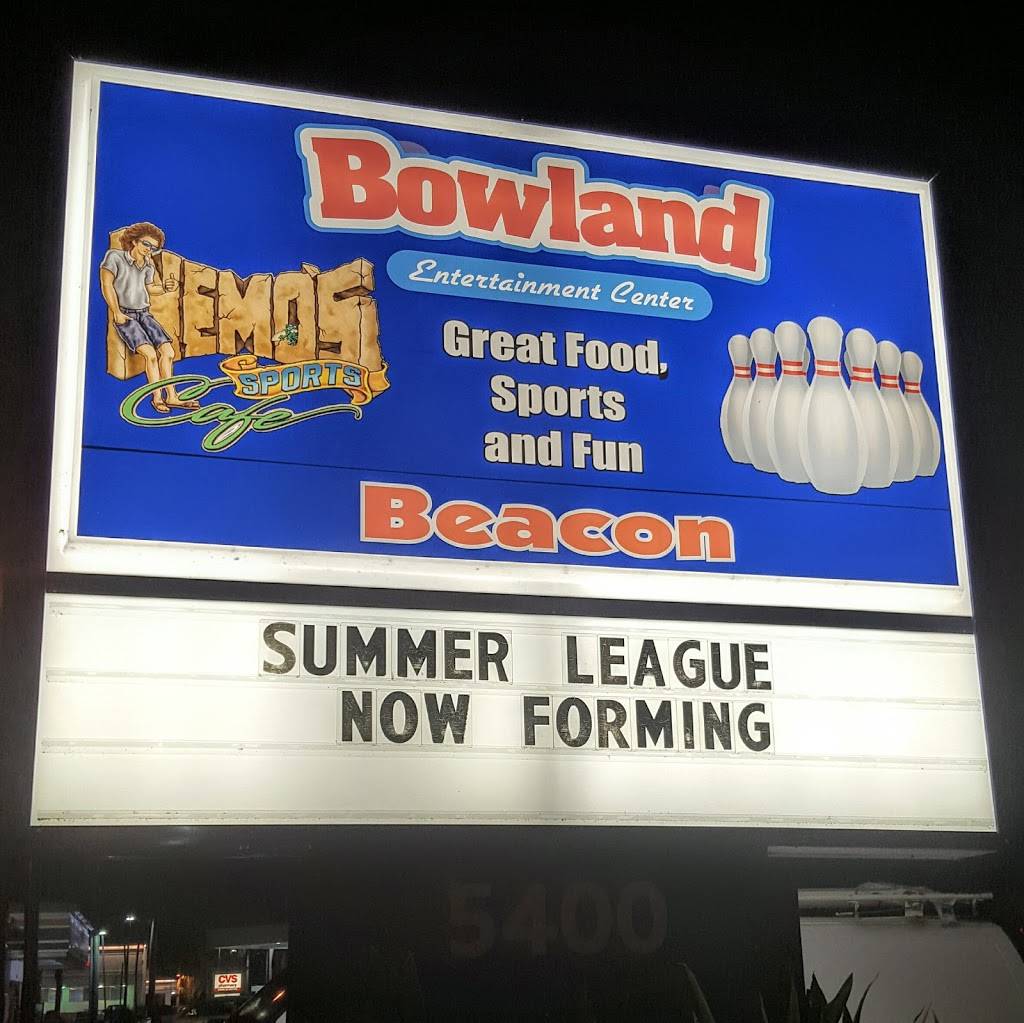 Bowland
Entertainment Center
NEMO'S
SPORTS
Cafe
Great Food,
Sports
and Fun
Beacon
SUMMER LEAGUE
NOW FORMING
5400
CVS